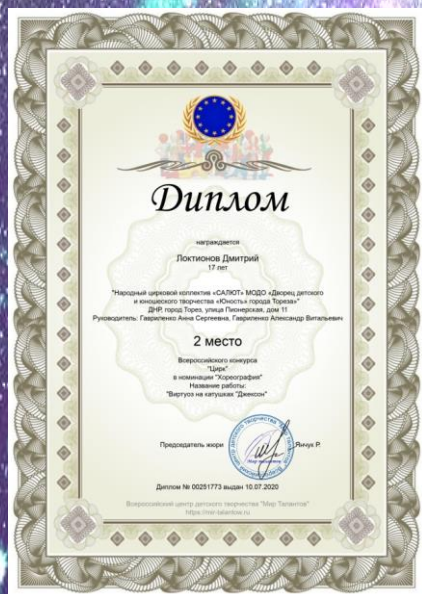 Диплом
награждается
Локтионов Дмитрий
17 лет
"Народный цирковой коллектив «САЛЮТ» МОДО «Дворец детского
и юношеского творчества «Юность» города Тореза»"
ДНР, город Торез, улица Пионерская, дом 11
Руководитель: Гавриленко Анна Сергеевна, Гавриленко Александр Витальевич
2 место
Всероссийского конкурса
"Цирк"
в номинации "Хореография"
Название работы:
"Виртуоз на катушках "Джексон"
Председатель жюри
Янчук Р.
Диплом № 00251773 выдан 10.07.2020
Всероссийский центр детского творчества "Мир Талантов"
https://mir-talantow.ru